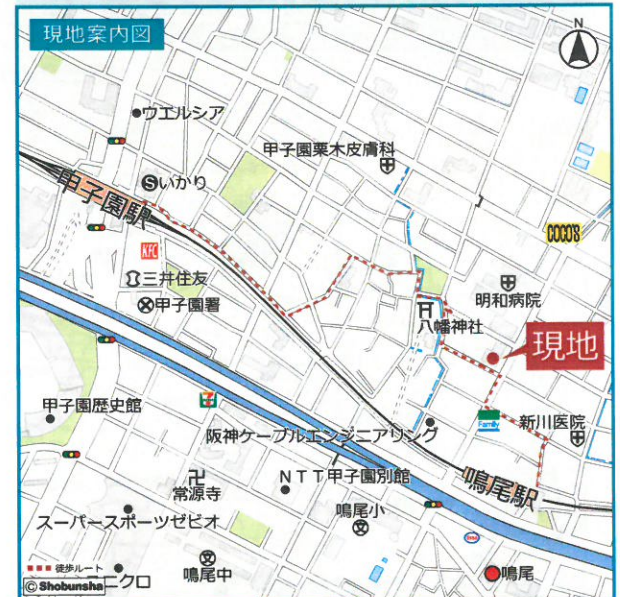 現地案内図
N
ウエルシア
甲子園栗木皮膚科
S いかり
甲子園駅
COCO'S
KFC
三井住友
明和病院
甲子園署
八幡神社
現地
甲子園歴史館
7
Family
新川医院
阪神ケーブルエンジニアリング
鳴尾駅
NTT甲子園別館
常源寺
スーパースポーツゼビオ
鳴尾小
Esso
徒歩ルート
ユニクロ
鳴尾中
鳴尾
© Shobunsha